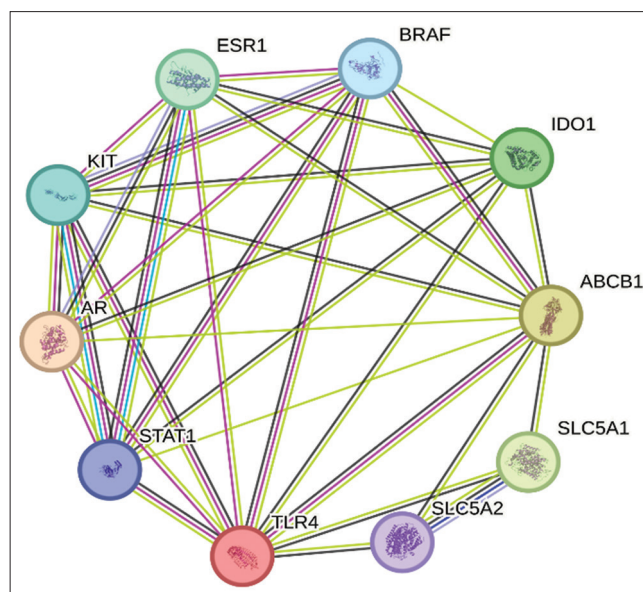 ESR1
BRAF
IDO1
KIT
ABCB1
AR
STAT1
SLC5A1
SLC5A2
TLR4